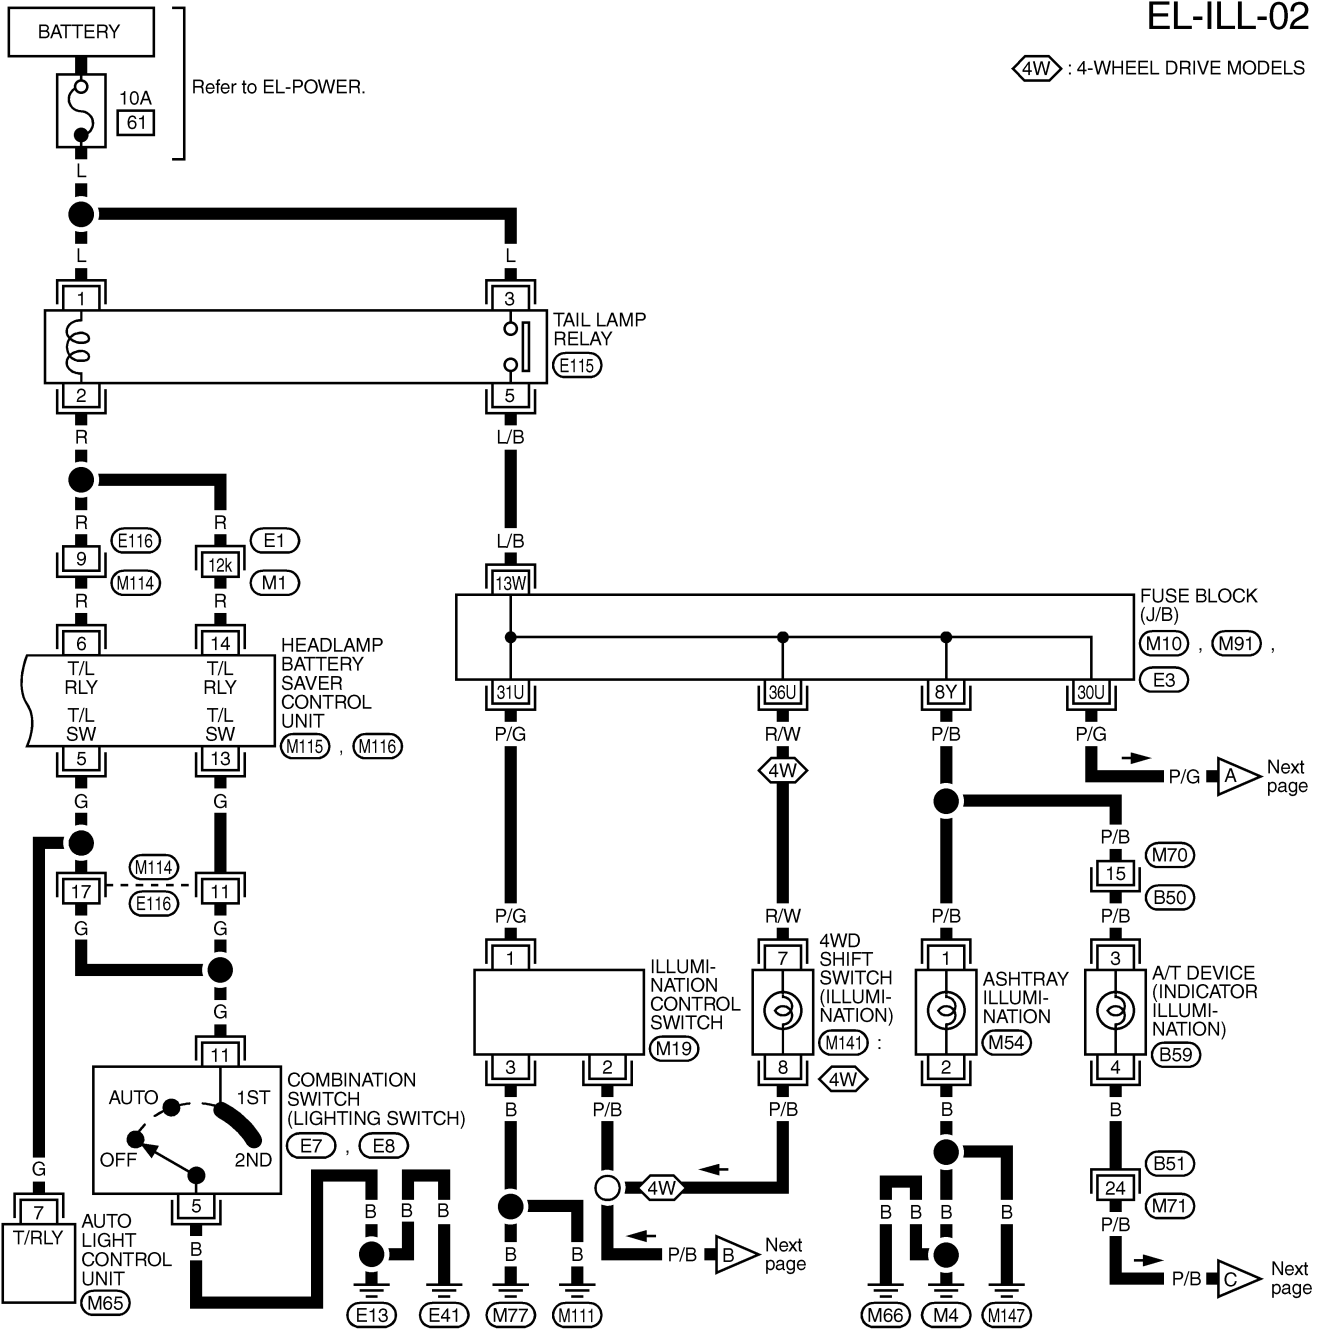 EL-ILL-02
4W : 4-WHEEL DRIVE MODELS
BATTERY
Refer to EL-POWER.
10A
61
L
L
L
1
3
TAIL LAMP
RELAY
E115
2
5
R
L/B
R
R
L/B
E116
E1
9
12k
M114
M1
R
R
13W
FUSE BLOCK
(J/B)
M10 , M91 ,
E3
6
14
HEADLAMP
BATTERY
SAVER
CONTROL
UNIT
M115 , M116
T/L
RLY
T/L
RLY
T/L
SW
T/L
SW
5
13
31U
36U
8Y
30U
P/G
R/W
P/B
P/G
4W
P/G
A
Next
page
G
G
M114
17
11
E116
G
G
P/B
M70
15
B50
P/G
R/W
P/B
P/B
1
7
1
3
ILLUMI-
NATION
CONTROL
SWITCH
M19
4WD
SHIFT
SWITCH
(ILLUMI-
NATION)
M141 :
4W
ASHTRAY
ILLUMI-
NATION
M54
A/T DEVICE
(INDICATOR
ILLUMI-
NATION)
B59
G
11
3
2
8
2
4
COMBINATION
SWITCH
(LIGHTING SWITCH)
E7 , E8
AUTO
1ST
OFF
2ND
B
P/B
P/B
B
B
5
G
7
T/RLY
AUTO
LIGHT
CONTROL
UNIT
M65
B
B
B
B
4W
B51
24
M71
B
B
P/B
B
Next
page
B
B
B
B
P/B
P/B
C
Next
page
E13
E41
M77
M111
M66
M4
M147